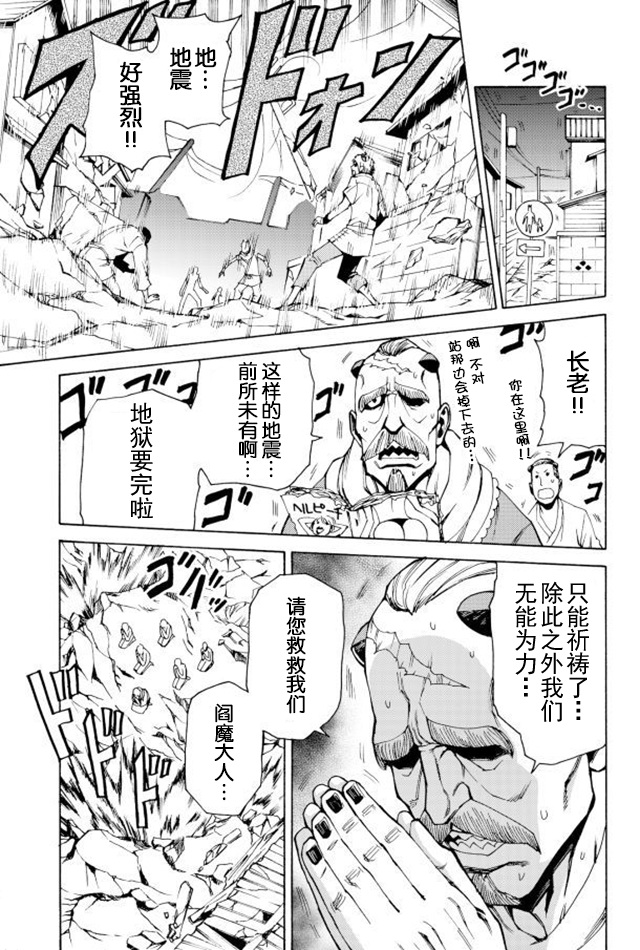 ゴゴゴ…
ドォン
地…
地震
好强烈!!
ゴゴゴ
长老!!
你在这里啊!!
啊 不对
站那边会掉下去的…
ヘルピ
这样的地震…
前所未有啊…
地狱要完啦
ゴゴゴ
只能祈祷了…
除此之外我们
无能为力…
请您救救我们
阎魔大人…
ゴゴゴ
ドドド